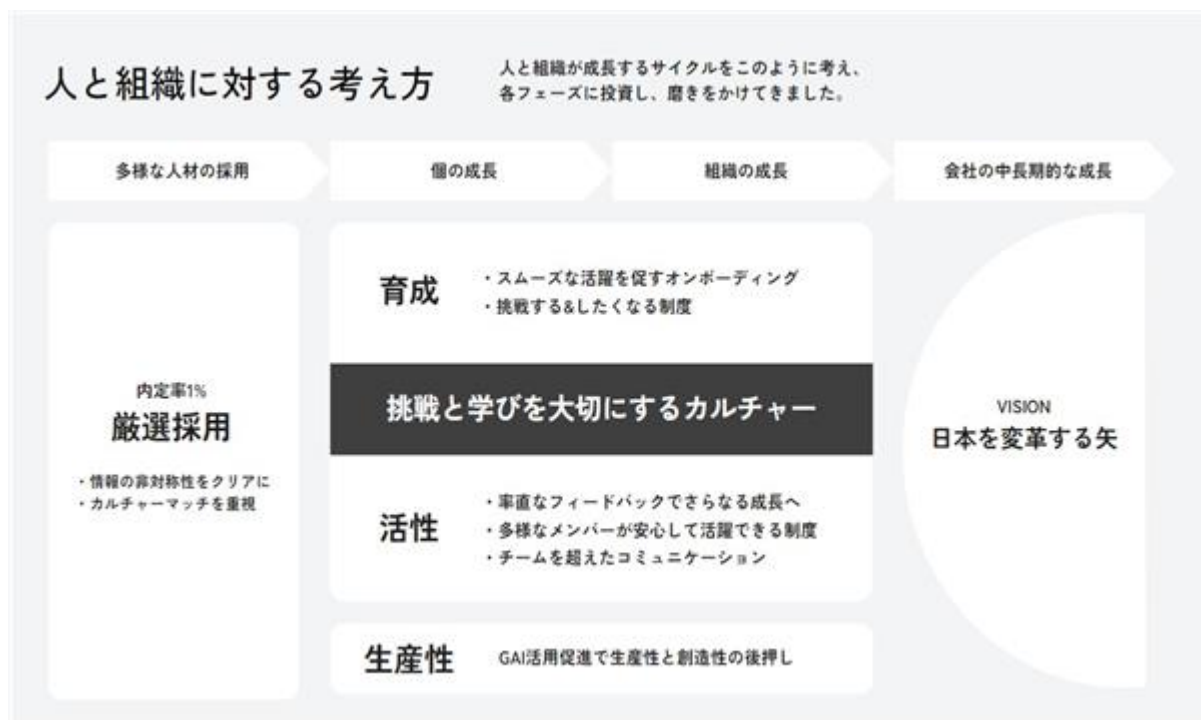 人と組織に対する考え方
人と組織が成長するサイクルをこのように考え、
各フェーズに投資し、磨きをかけてきました。
多様な人材の採用
個の成長
組織の成長
会社の中長期的な成長
内定率1%
厳選採用
・情報の非対称性をクリアに
・カルチャーマッチを重視
育成
・スムーズな活躍を促すオンボーディング
・挑戦する&したくなる制度
挑戦と学びを大切にするカルチャー
活性
・率直なフィードバックでさらなる成長へ
・多様なメンバーが安心して活躍できる制度
・チームを超えたコミュニケーション
生産性
GAI活用促進で生産性と創造性の後押し
VISION
日本を変革する矢